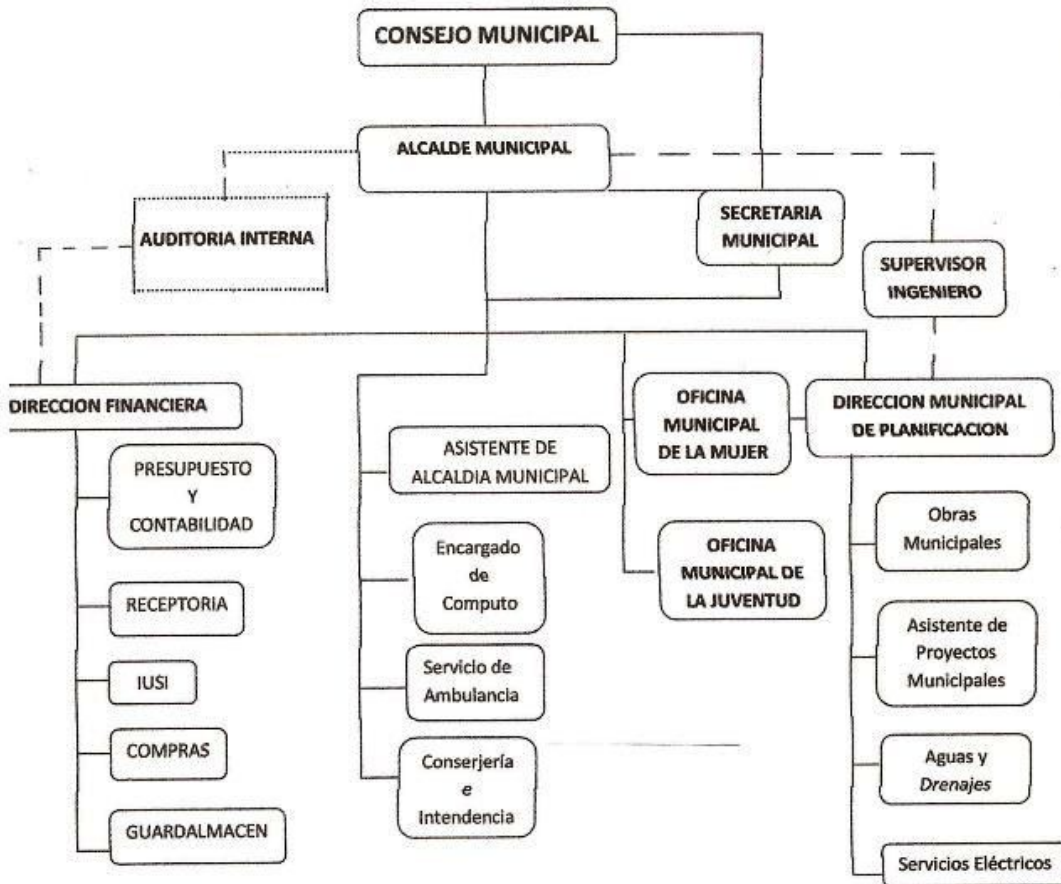 CONSEJO MUNICIPAL
ALCALDE MUNICIPAL
AUDITORIA INTERNA
SECRETARIA
MUNICIPAL
SUPERVISOR
INGENIERO
DIRECCION FINANCIERA
PRESUPUESTO
Y
CONTABILIDAD
RECEPTORIA
IUSI
COMPRAS
GUARDALMACEN
ASISTENTE DE
ALCALDIA MUNICIPAL
Encargado
de
Computo
Servicio de
Ambulancia
Conserjería
e
Intendencia
OFICINA
MUNICIPAL
DE LA MUJER
OFICINA
MUNICIPAL DE
LA JUVENTUD
DIRECCION MUNICIPAL
DE PLANIFICACION
Obras
Municipales
Asistente de
Proyectos
Municipales
Aguas y
Drenajes
Servicios Eléctricos